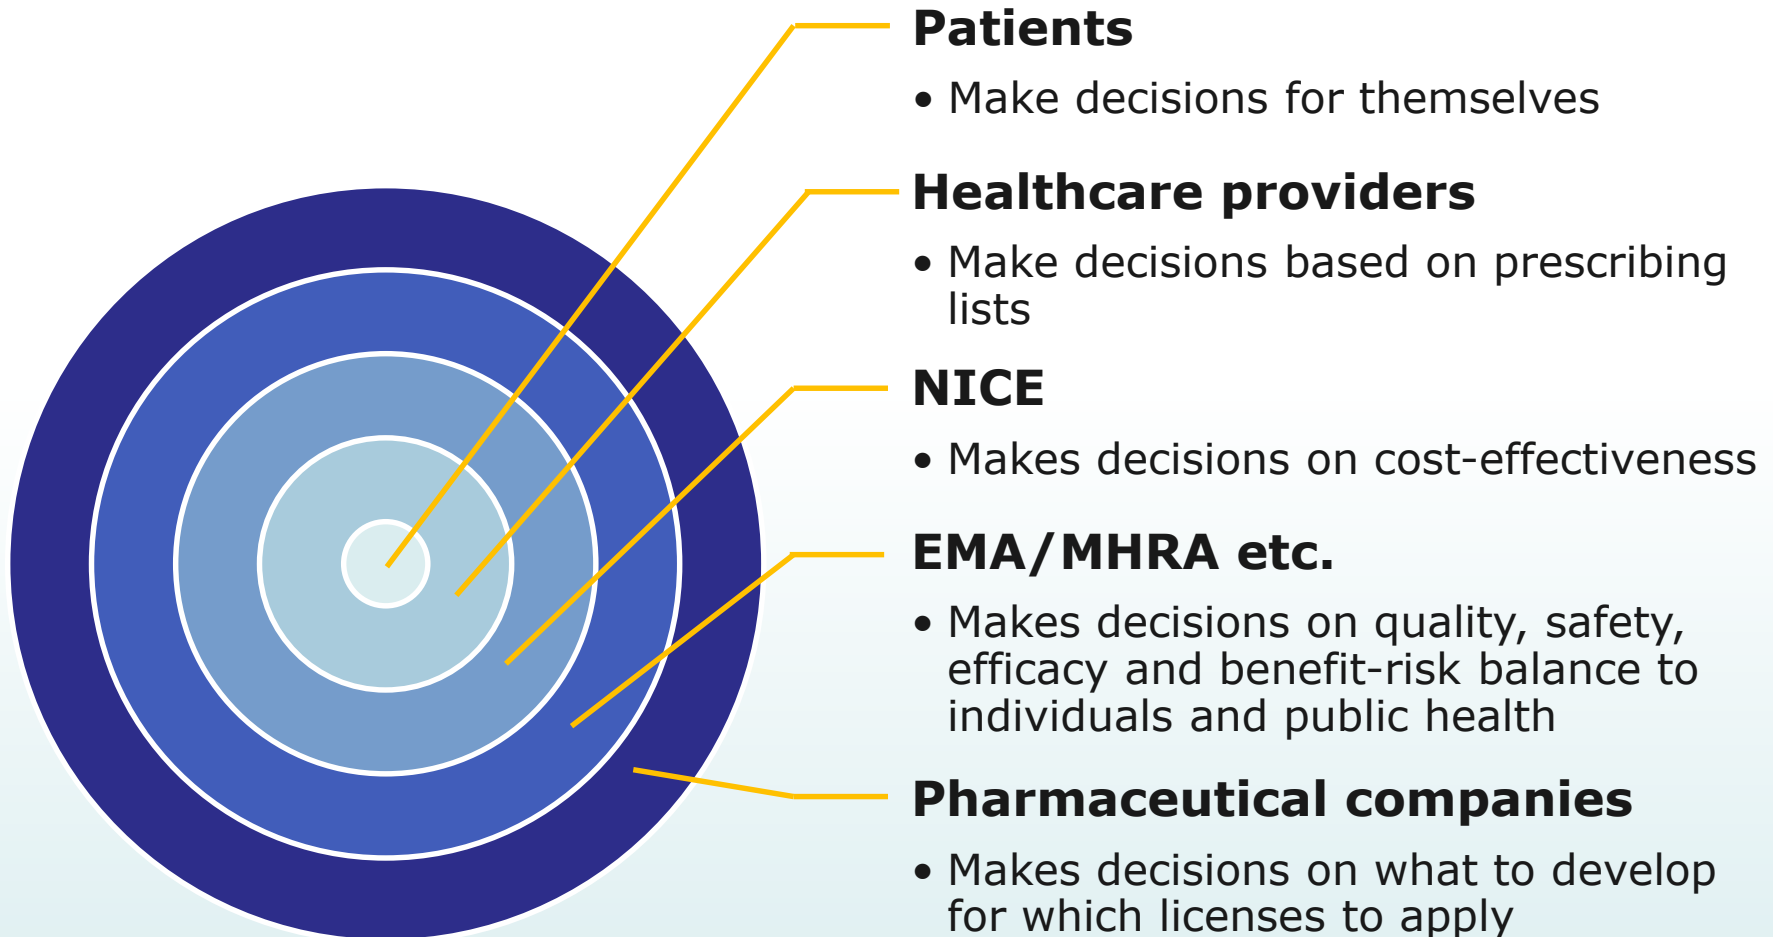 Patients
• Make decisions for themselves
Healthcare providers
• Make decisions based on prescribing
lists
NICE
• Makes decisions on cost-effectiveness
EMA/MHRA etc.
• Makes decisions on quality, safety,
efficacy and benefit-risk balance to
individuals and public health
Pharmaceutical companies
• Makes decisions on what to develop
for which licenses to apply